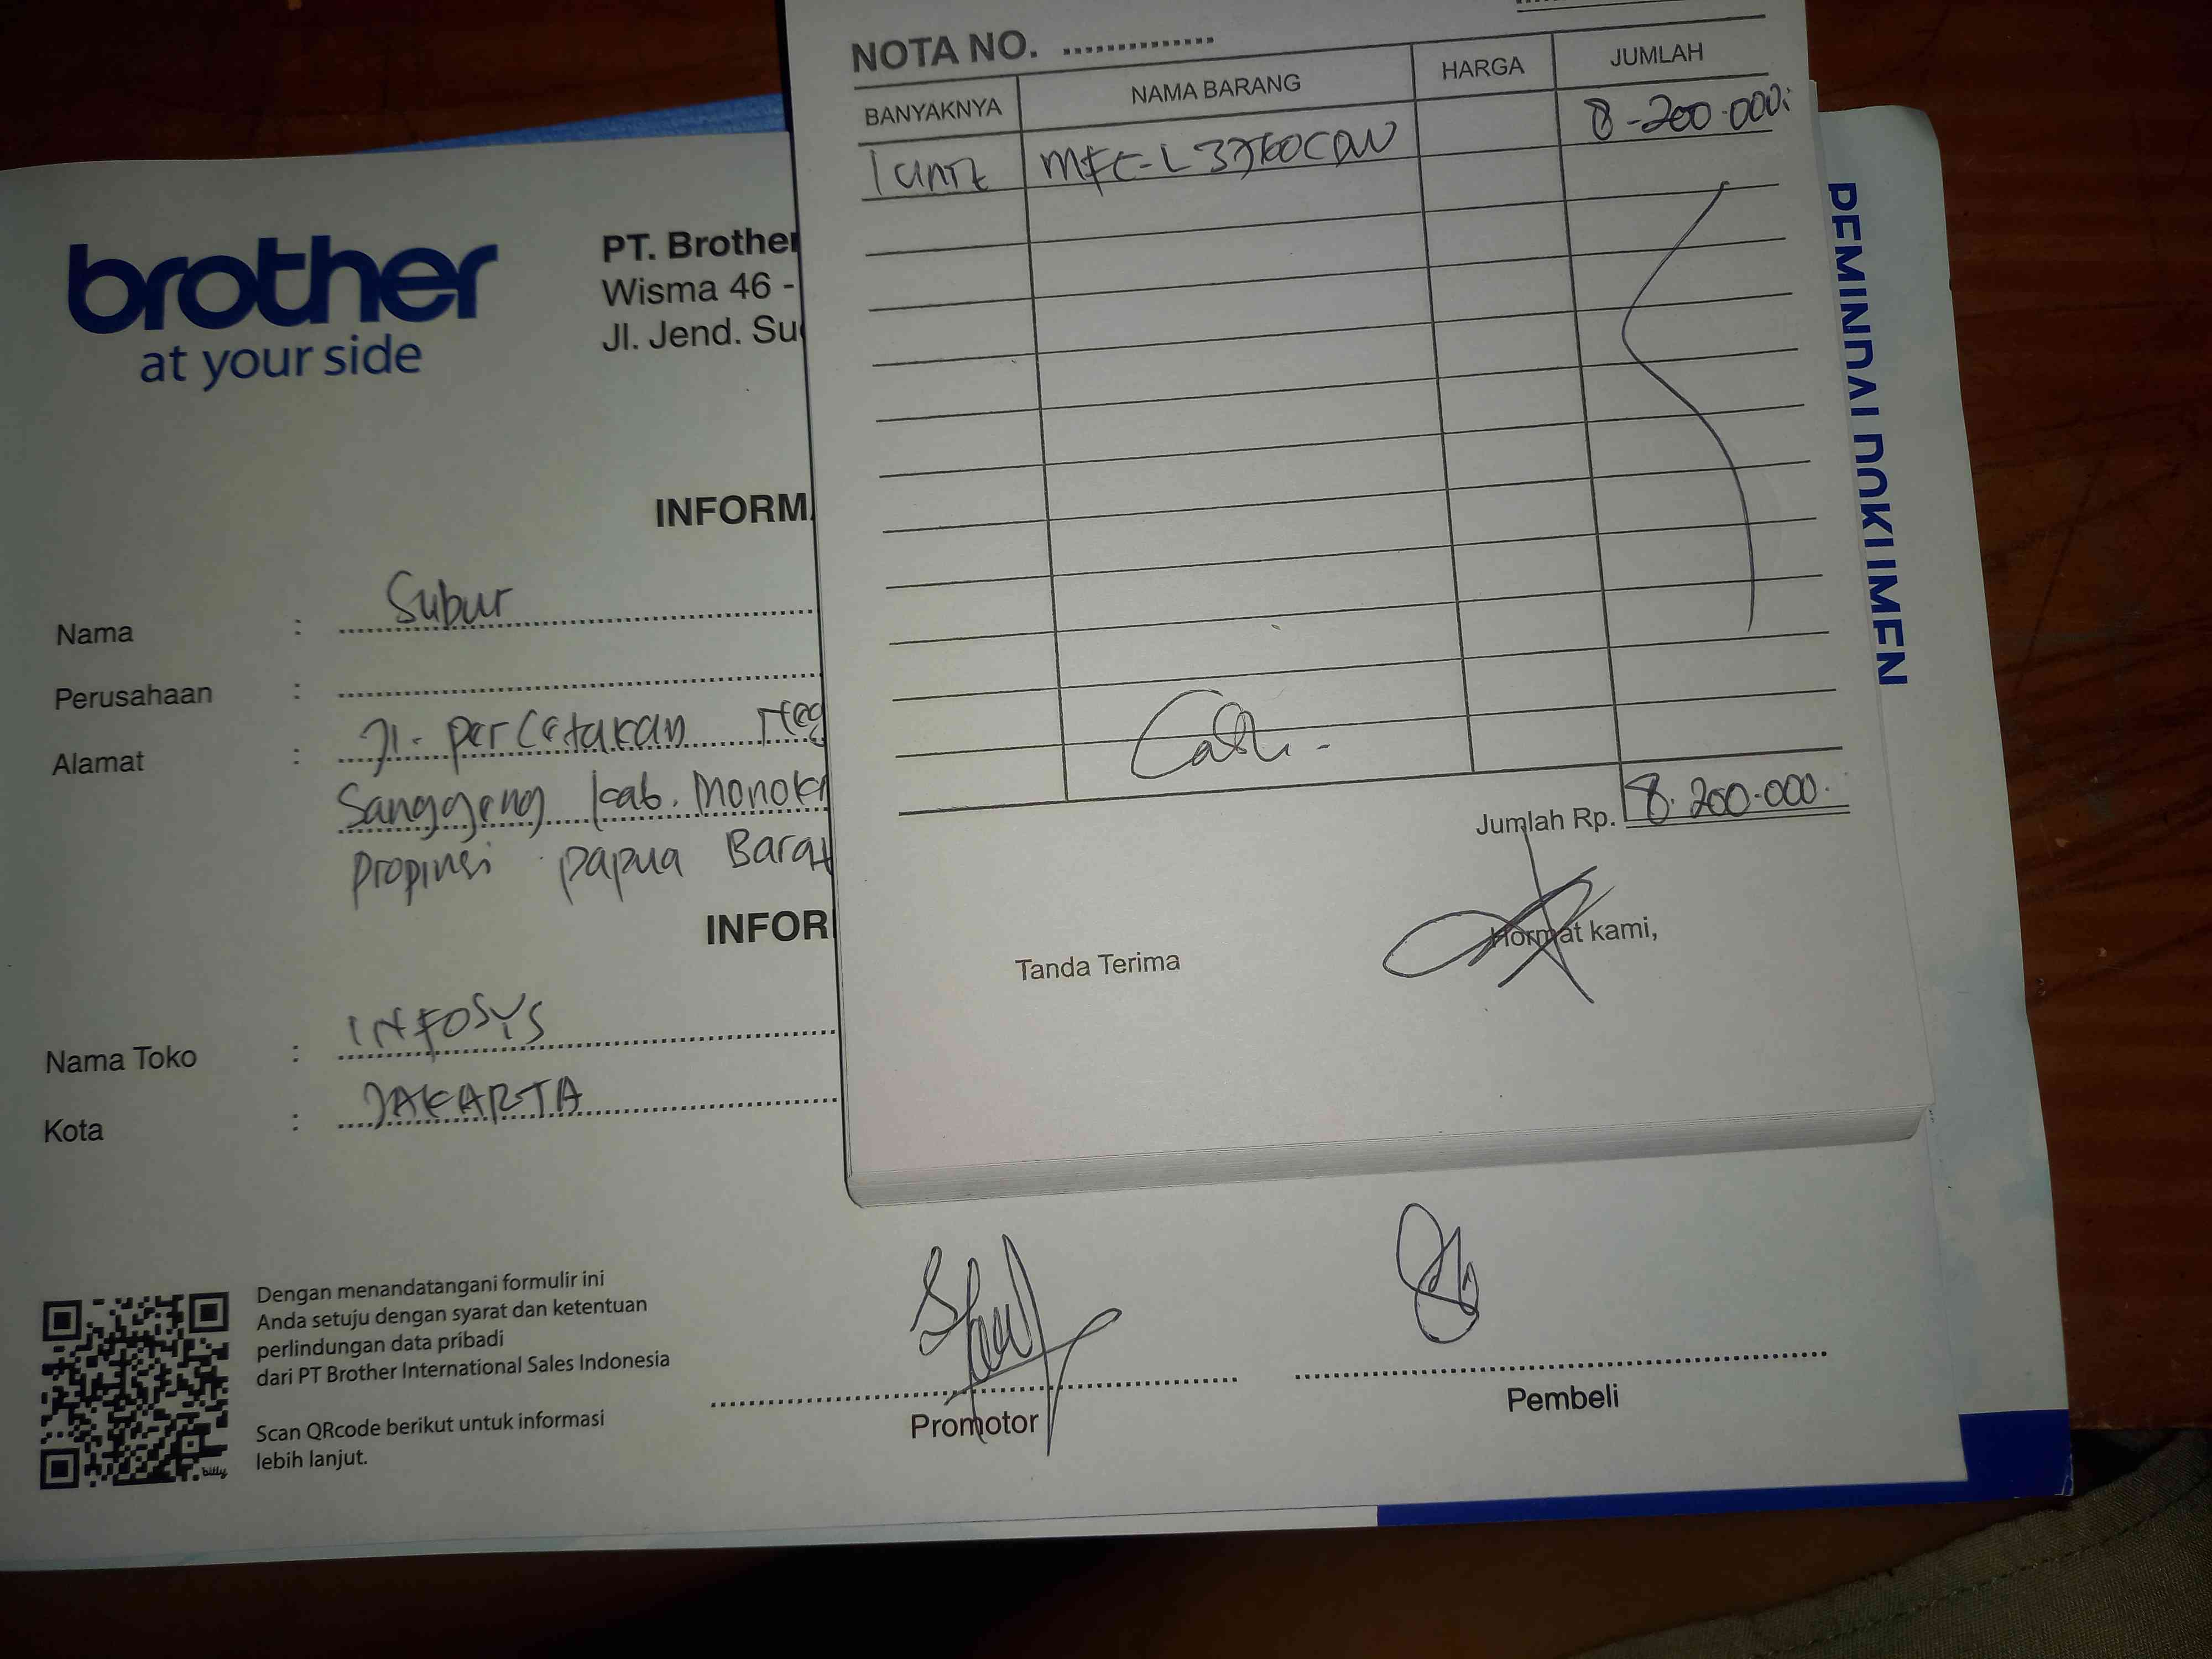 NOTA NO. ..............
BANYAKNYA NAMA BARANG HARGA JUMLAH
1 unit MFC-L3760CDW 8.200.000
Cash -
Jumlah Rp. 8.200.000.
Tanda Terima Hormat kami,
brother
at your side
PT. Brother
Wisma 46 -
Jl. Jend. Su
INFORM
Nama : Subur
Perusahaan :
Alamat : Jl. percetakan Neg
Sanggeng kab. Monok
Propinsi papua Barat
INFOR
Nama Toko : INFOSYS
Kota : JAKARTA
Dengan menandatangani formulir ini
Anda setuju dengan syarat dan ketentuan
perlindungan data pribadi
dari PT Brother International Sales Indonesia
Scan QRcode berikut untuk informasi
lebih lanjut.
bitly
Promotor
Pembeli
PEMINDAI DOKUMEN